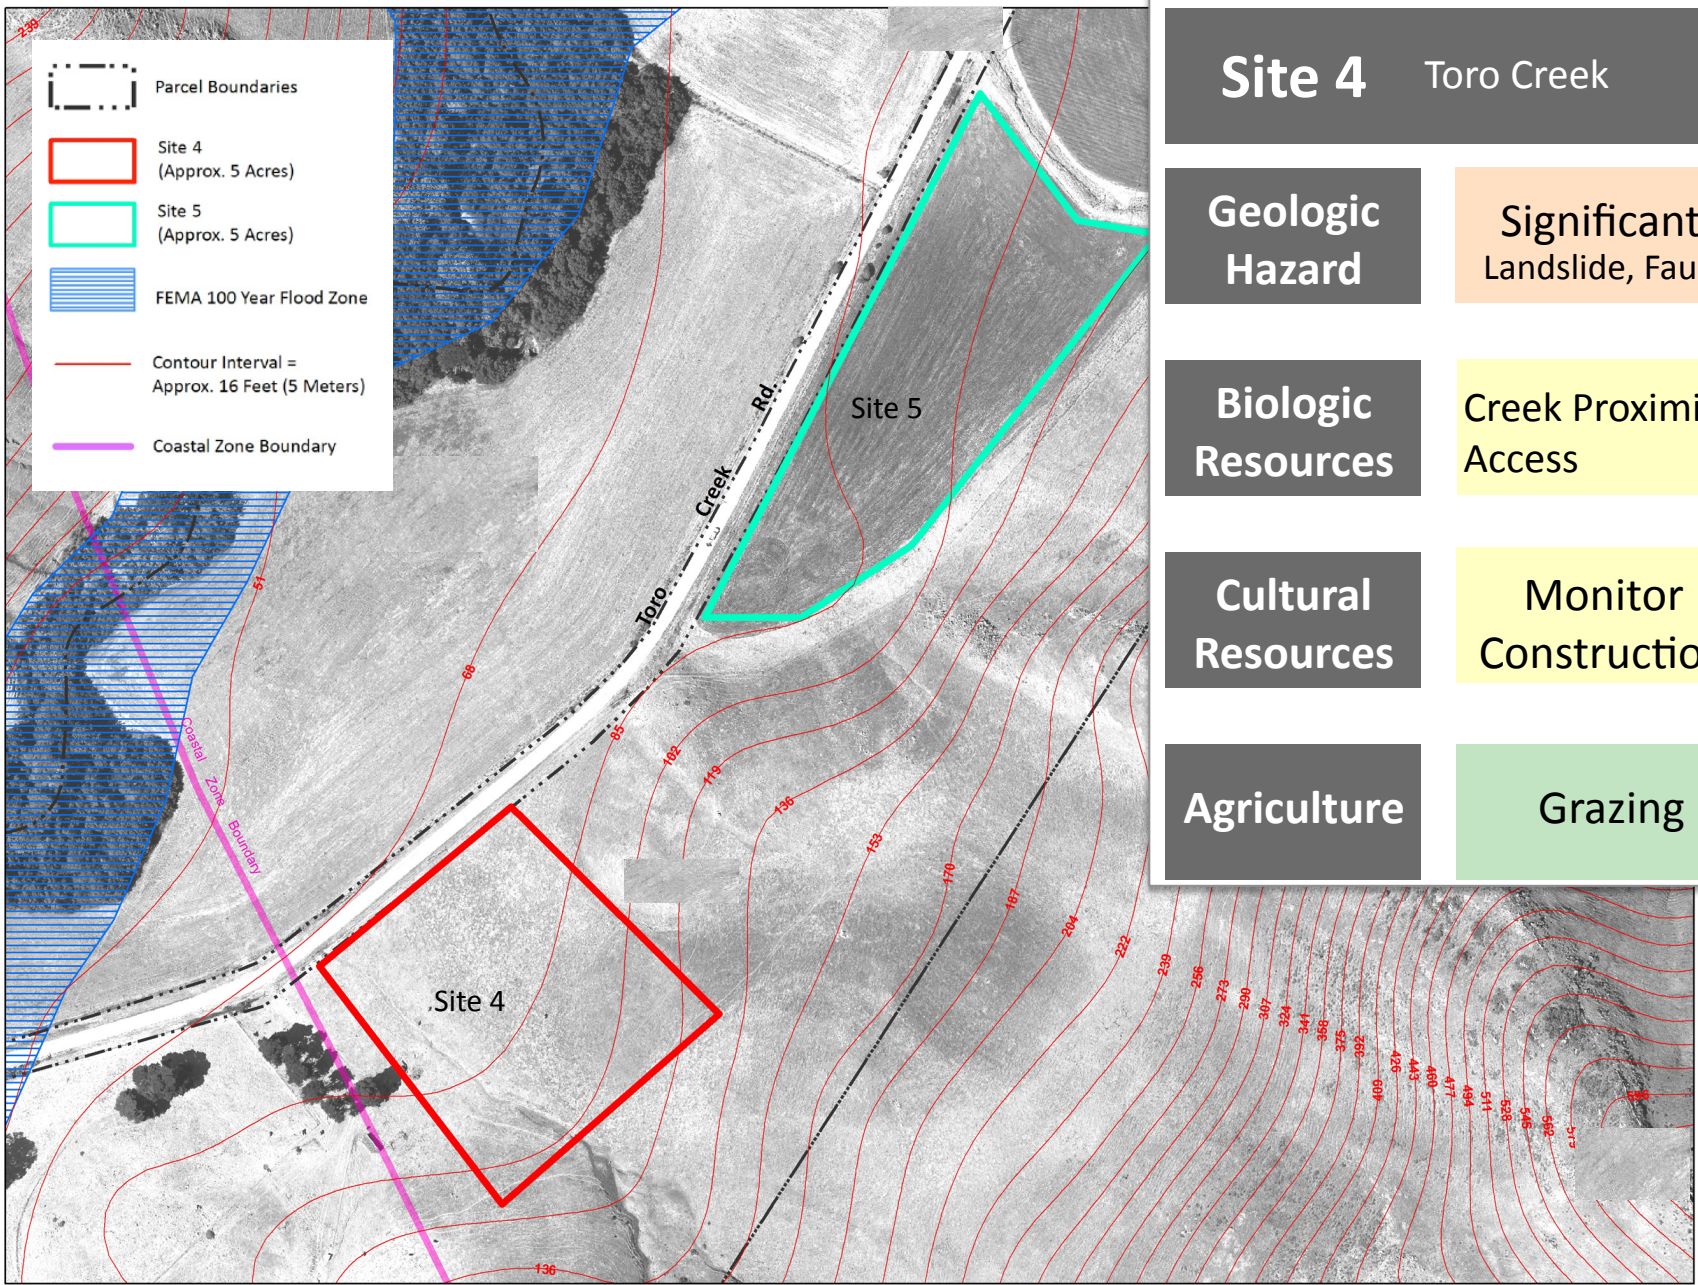 239
Parcel Boundaries
Site 4
(Approx. 5 Acres)
Site 5
(Approx. 5 Acres)
FEMA 100 Year Flood Zone
Contour Interval =
Approx. 16 Feet (5 Meters)
Coastal Zone Boundary
Site 4 Toro Creek
Geologic
Hazard
Significant
Landslide, Fau
Biologic
Resources
Creek Proximi
Access
Cultural
Resources
Monitor
Constructio
Agriculture
Grazing
Site 5
Toro Creek Rd.
Site 4
Coastal Zone Boundary
51
68
85
102
119
136
153
170
187
204
222
239
256
273
290
307
324
341
358
375
392
409
426
443
460
477
494
511
528
545
562
136